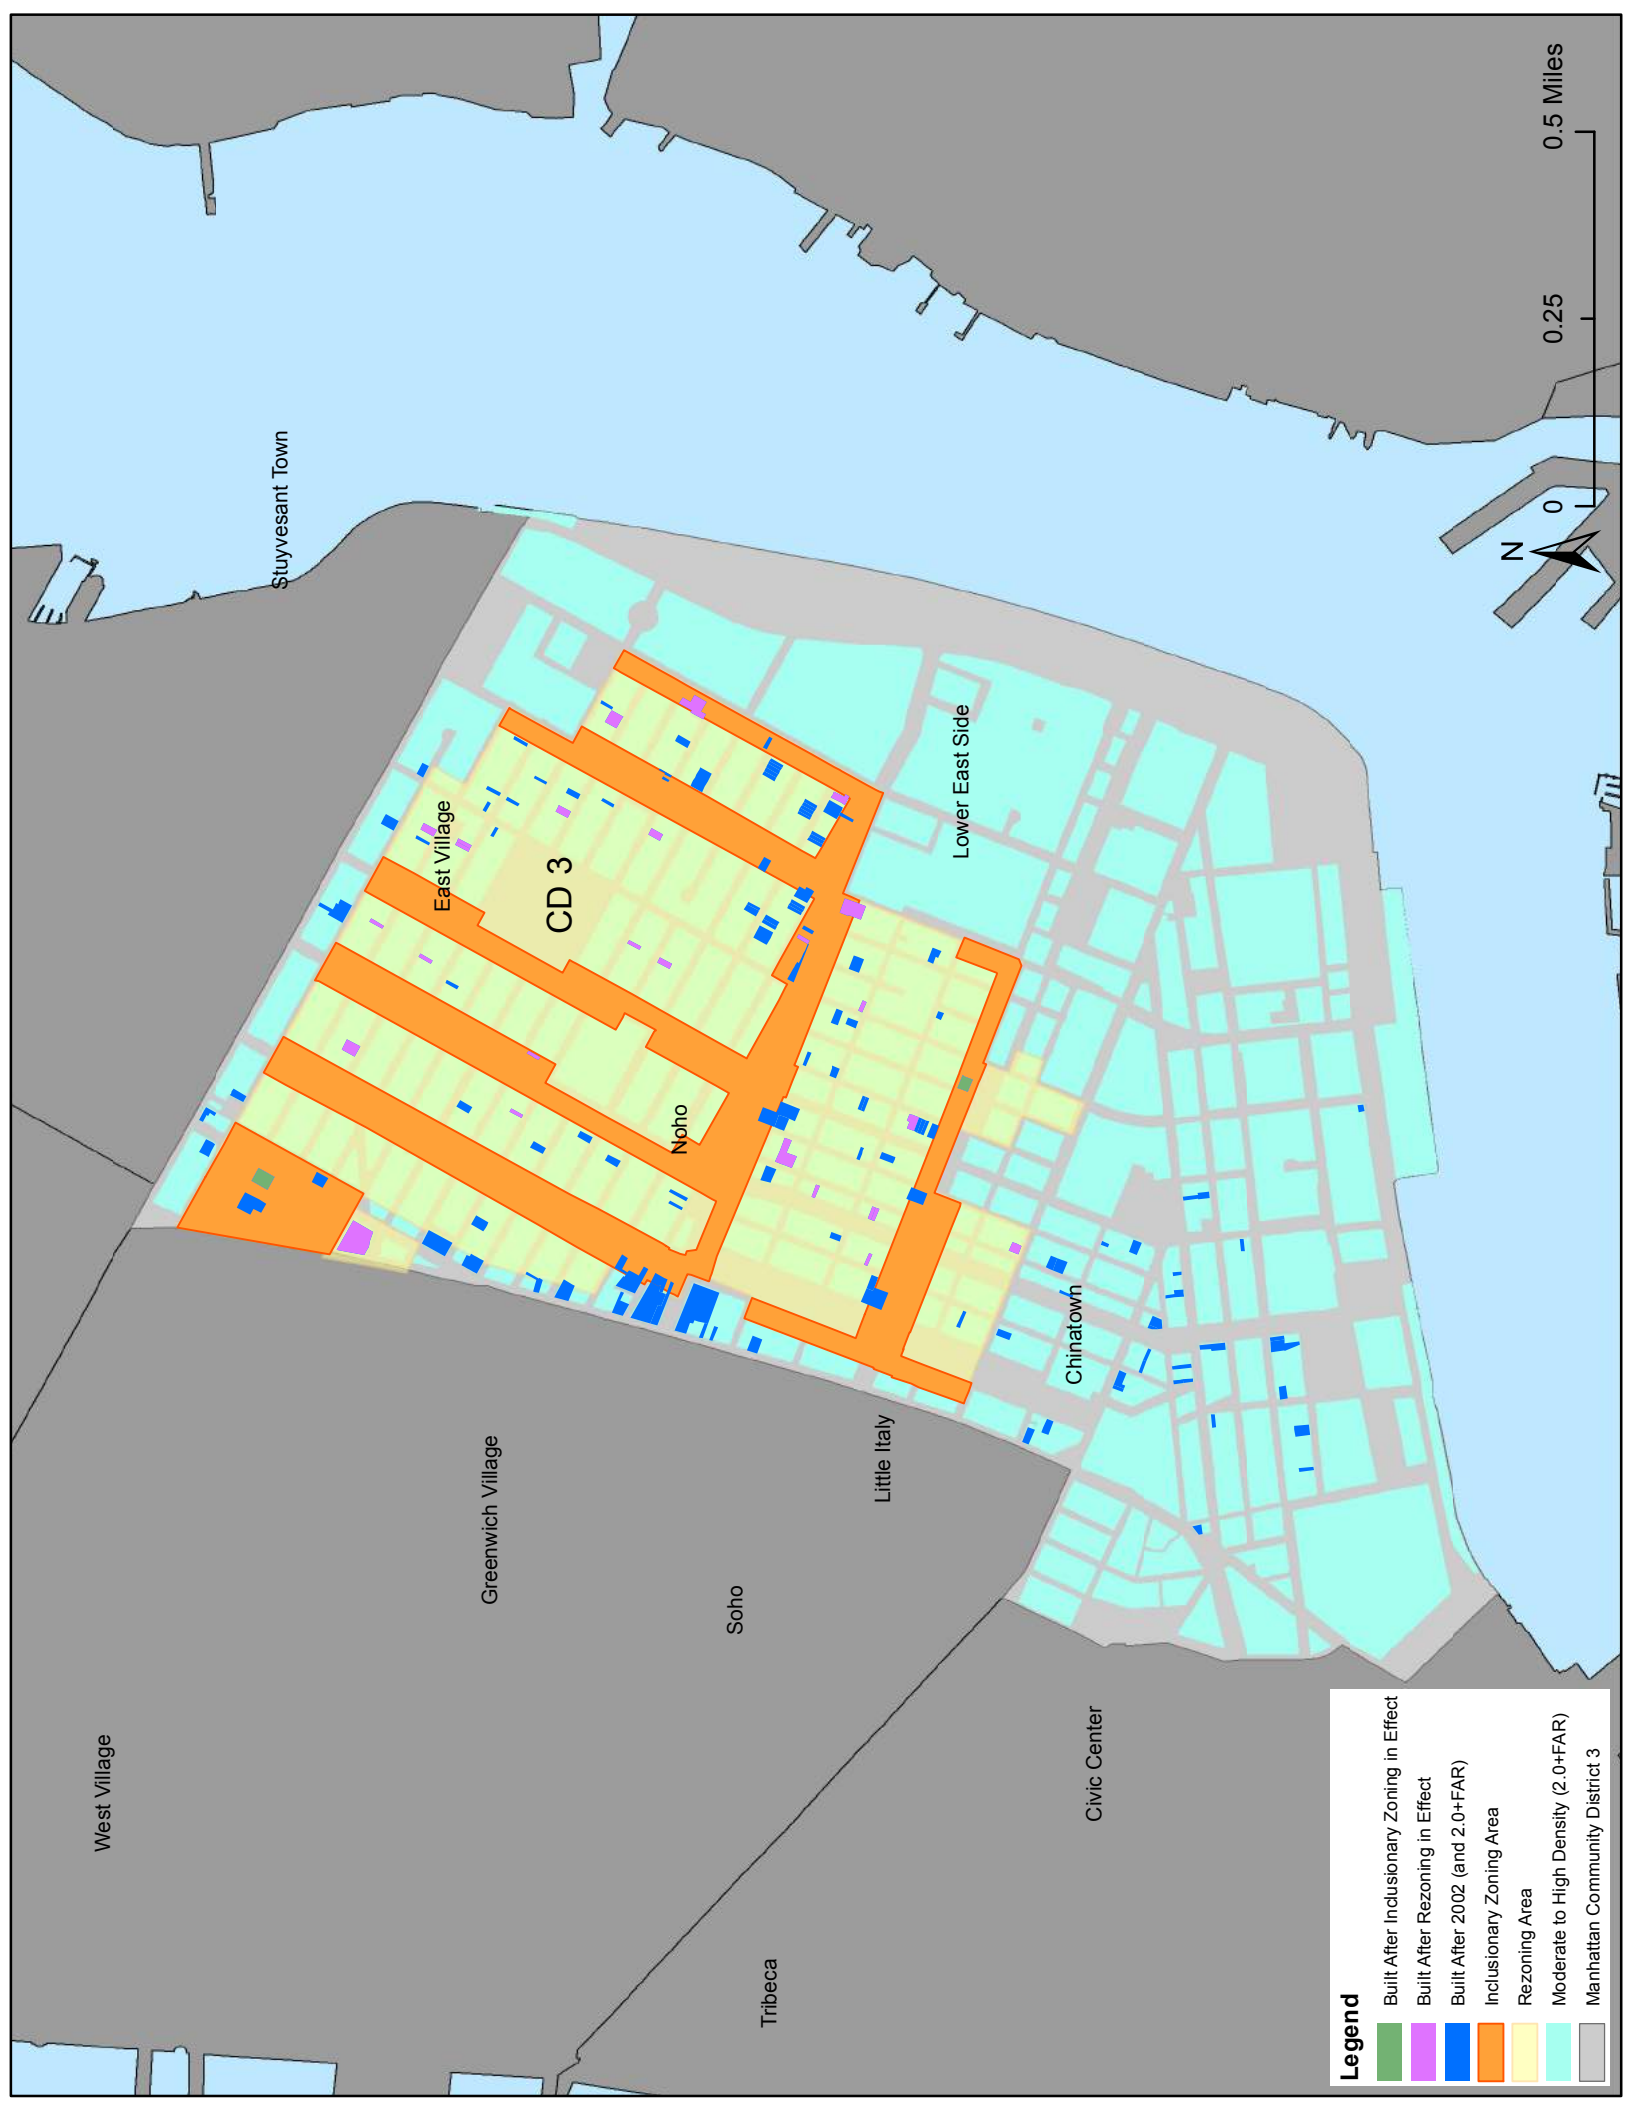 Stuyvesant Town
East Village
CD 3
Lower East Side
Noho
West Village
Greenwich Village
Soho
Little Italy
Chinatown
Tribeca
Civic Center
Legend
Built After Inclusionary Zoning in Effect
Built After Rezoning in Effect
Built After 2002 (and 2.0+FAR)
Inclusionary Zoning Area
Rezoning Area
Moderate to High Density (2.0+FAR)
Manhattan Community District 3
N
0 0.25 0.5 Miles